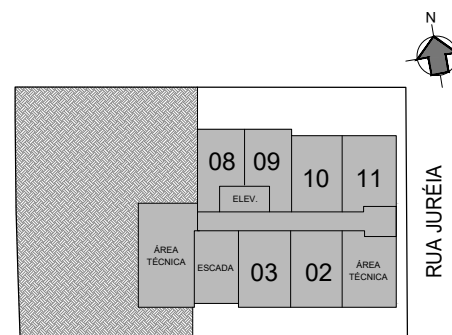 N
08 09 10 11
ELEV.
RUA JURÉIA
ÁREA
TÉCNICA
ESCADA
03 02
ÁREA
TÉCNICA